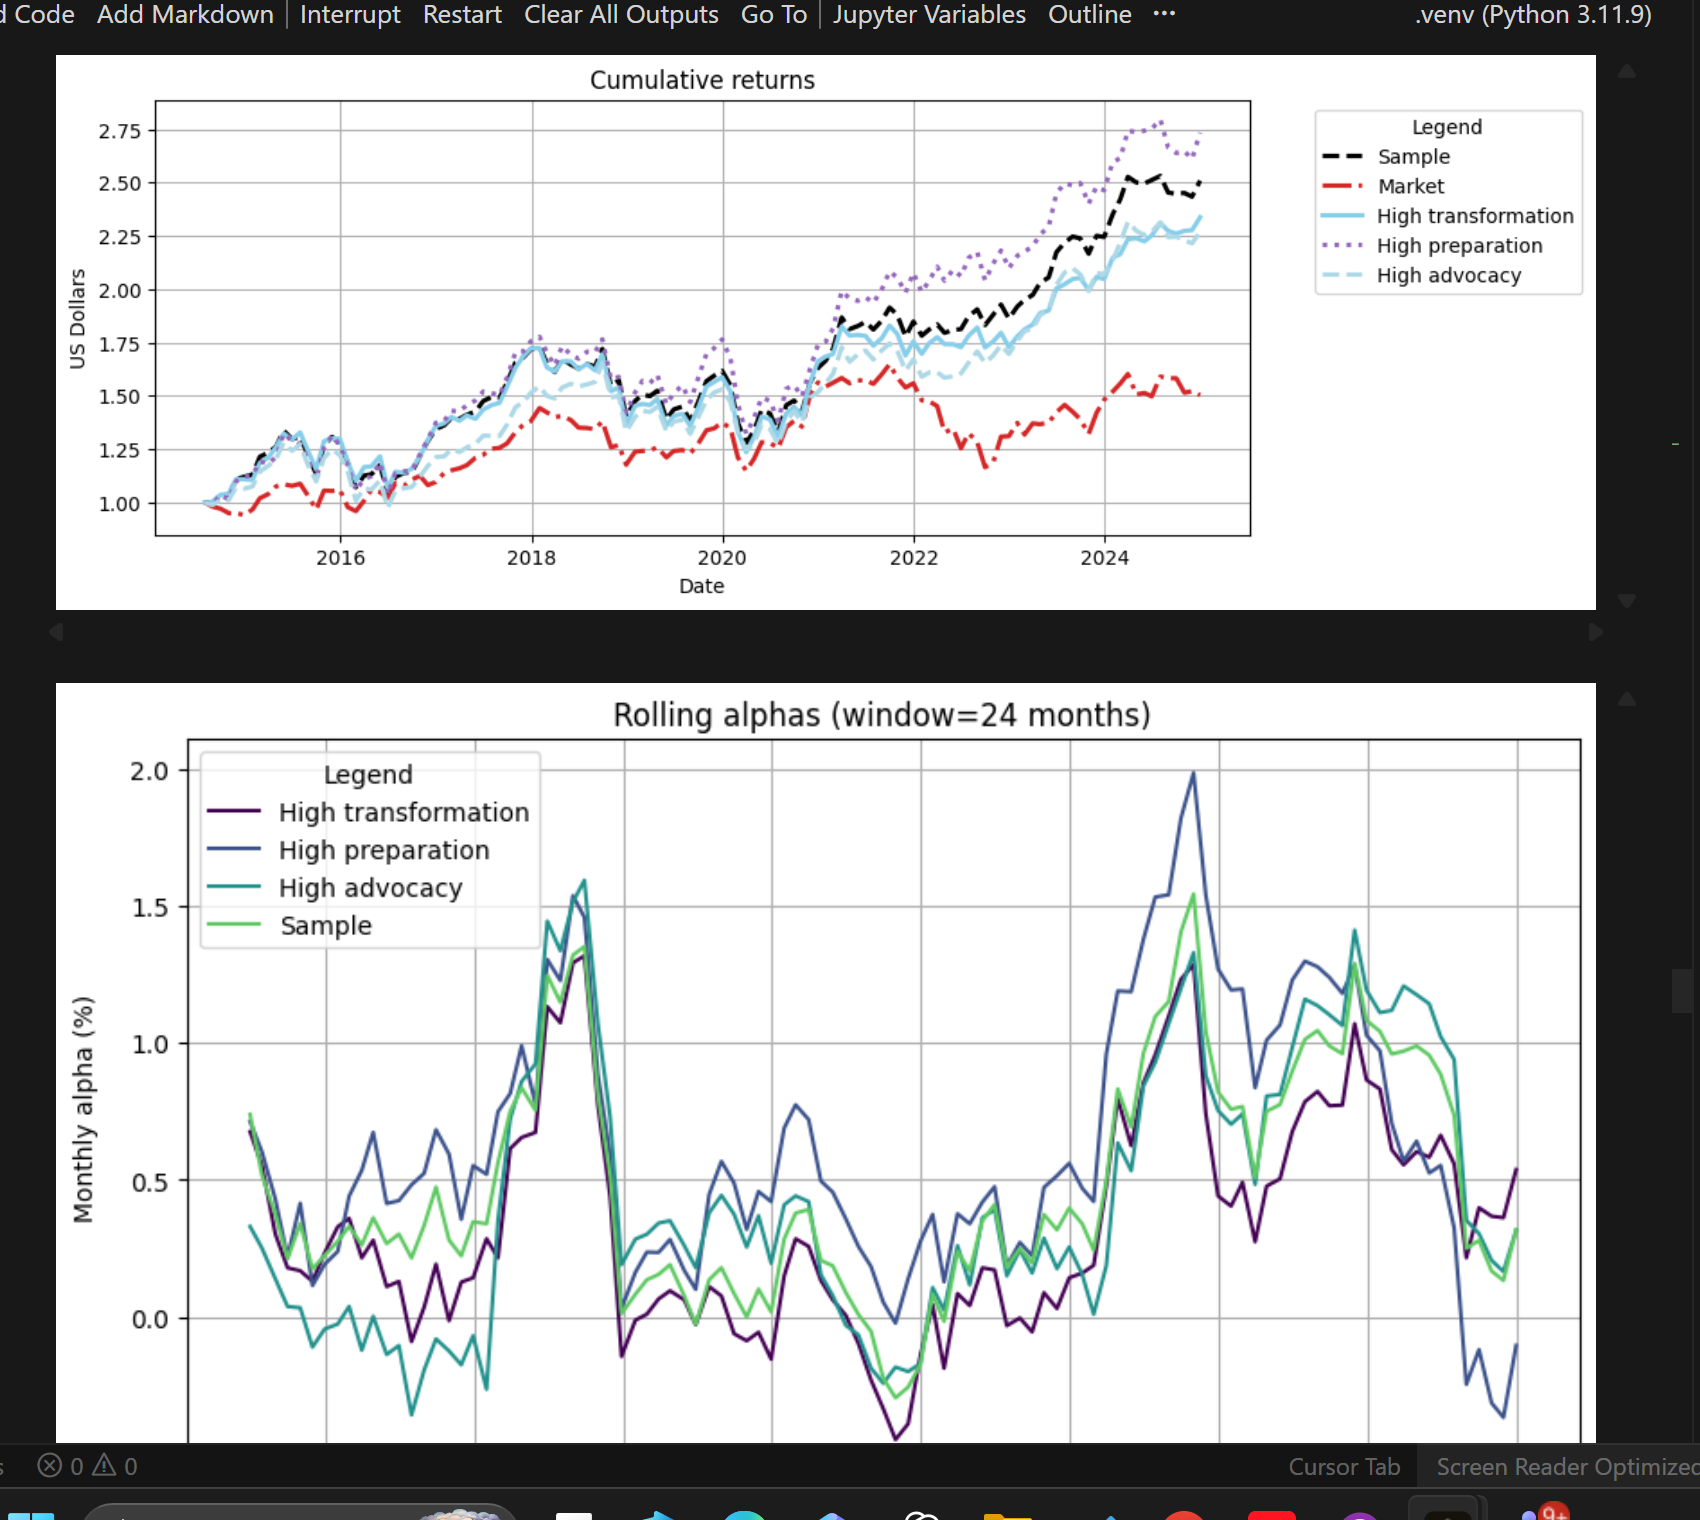 d Code Add Markdown Interrupt Restart Clear All Outputs Go To Jupyter Variables Outline ··· .venv (Python 3.11.9)
Cumulative returns
2.75
2.50
2.25
2.00
1.75
1.50
1.25
1.00
US Dollars
2016 2018 2020 2022 2024
Date
Legend
Sample
Market
High transformation
High preparation
High advocacy
Rolling alphas (window=24 months)
Legend
High transformation
High preparation
High advocacy
Sample
2.0
1.5
1.0
0.5
0.0
Monthly alpha (%)
s 0 0 Cursor Tab Screen Reader Optimized
9+